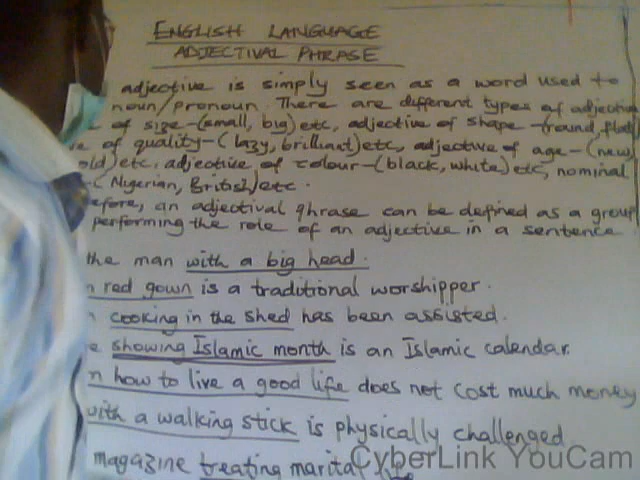 ENGLISH LANGUAGE
ADJECTIVAL PHRASE
adjective is simply seen as a word used to
noun/pronoun. There are different types of adjective
of size-(small, big)etc, adjective of shape-(round, flat)
of quality-(lazy, brilliant)etc, adjective of age-(new,
old)etc, adjective of colour-(black, white)etc, nominal
-(Nigerian, British)etc.
efore, an adjectival phrase can be defined as a group
performing the role of an adjective in a sentence
the man with a big head.
n red gown is a traditional worshipper.
cooking in the shed has been assisted.
e showing Islamic month is an Islamic calendar.
n how to live a good life does not cost much money
with a walking stick is physically challenged
magazine treating marital life
CyberLink YouCam